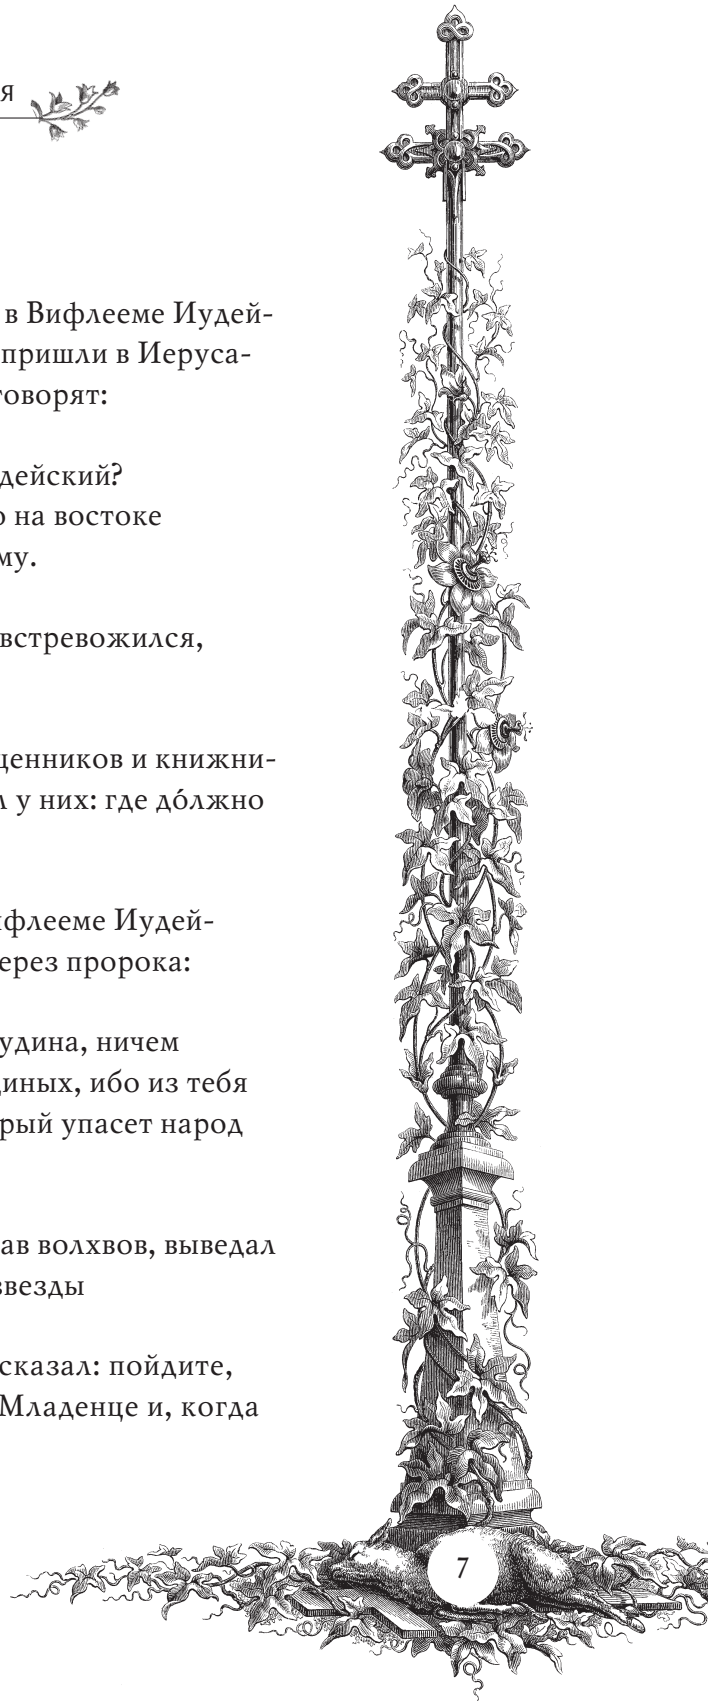 я
в Вифлееме Иудей-
пришли в Иеруса-
говорят:
дейский?
на востоке
му.
встревожился,
щенников и книжни-
л у них: где до́лжно
ифлееме Иудей-
ерез пророка:
удина, ничем
диных, ибо из тебя
рый упасет народ
ав волхвов, выведал
звезды
сказал: пойдите,
Младенце и, когда
7